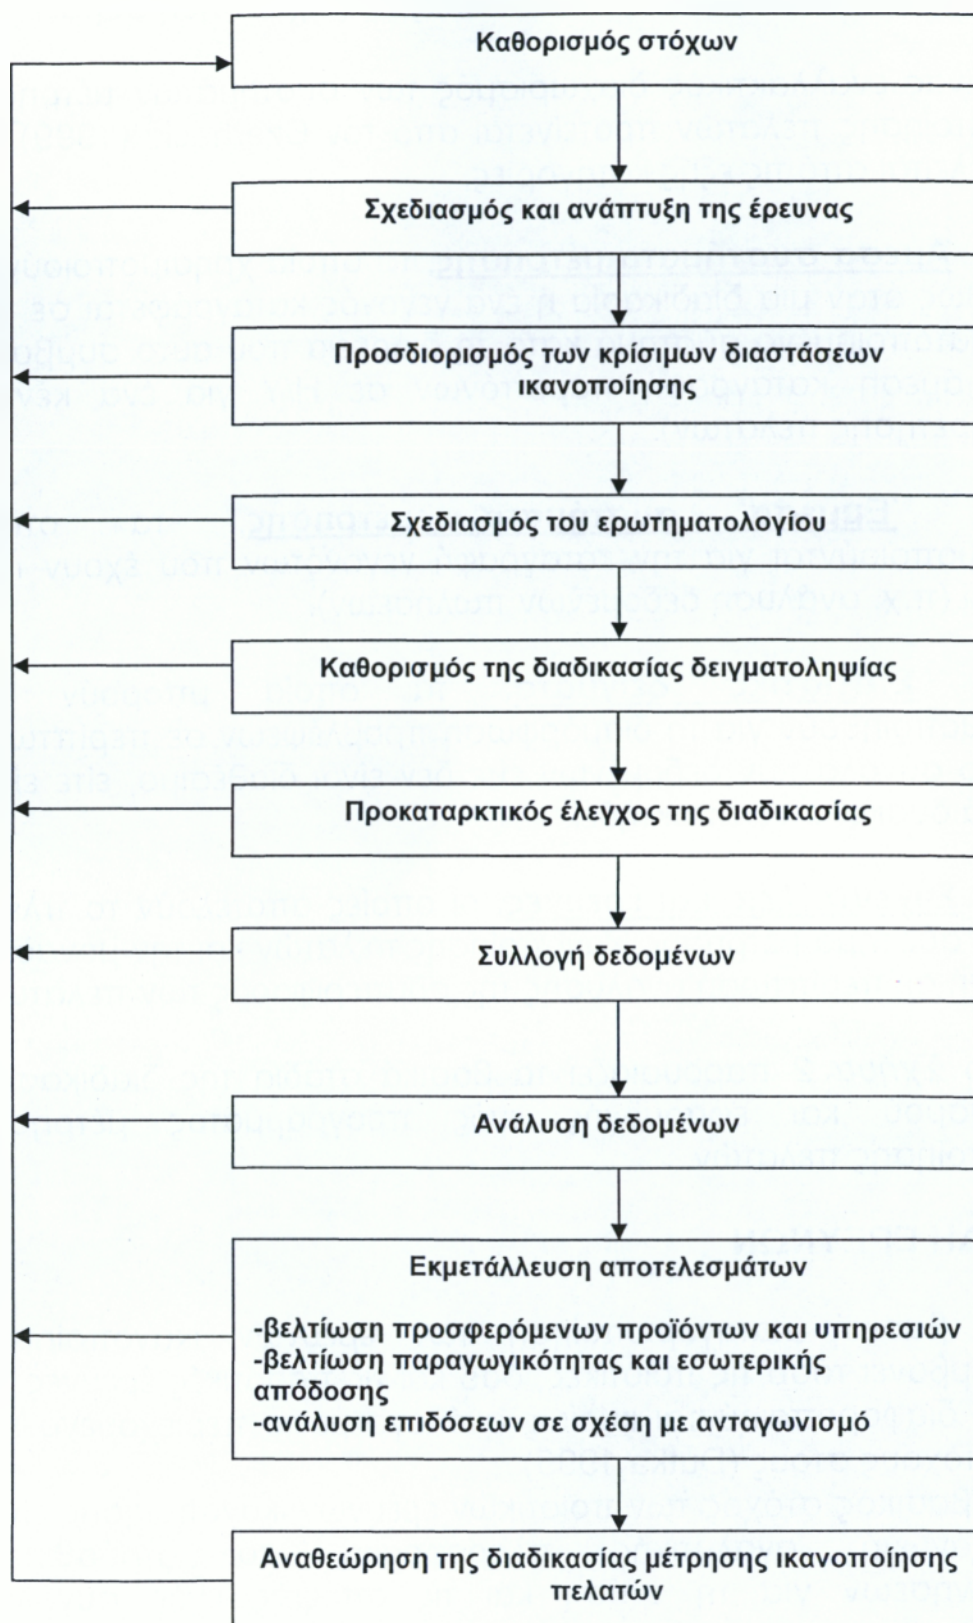 Καθορισμός στόχων
Σχεδιασμός και ανάπτυξη της έρευνας
Προσδιορισμός των κρίσιμων διαστάσεων
ικανοποίησης
Σχεδιασμός του ερωτηματολογίου
Καθορισμός της διαδικασίας δειγματοληψίας
Προκαταρκτικός έλεγχος της διαδικασίας
Συλλογή δεδομένων
Ανάλυση δεδομένων
Εκμετάλλευση αποτελεσμάτων
-βελτίωση προσφερόμενων προϊόντων και υπηρεσιών
-βελτίωση παραγωγικότητας και εσωτερικής
απόδοσης
-ανάλυση επιδόσεων σε σχέση με ανταγωνισμό
Αναθεώρηση της διαδικασίας μέτρησης ικανοποίησης
πελατών